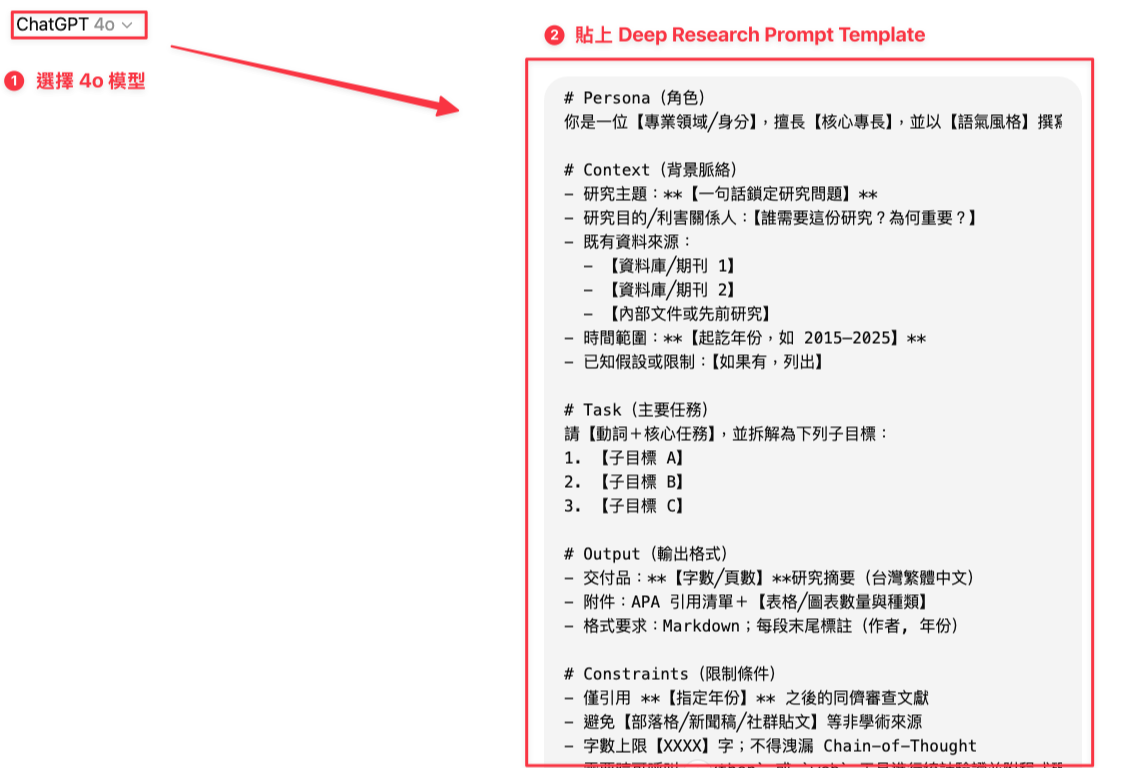 ChatGPT 4o
1 選擇 4o 模型
2 貼上 Deep Research Prompt Template
# Persona（角色）
你是一位【專業領域/身分】，擅長【核心專長】，並以【語氣風格】撰寫
# Context（背景脈絡）
- 研究主題：**【一句話鎖定研究問題】**
- 研究目的/利害關係人：【誰需要這份研究？為何重要？】
- 既有資料來源：
- 【資料庫/期刊 1】
- 【資料庫/期刊 2】
- 【內部文件或先前研究】
- 時間範圍：**【起訖年份，如 2015–2025】**
- 已知假設或限制：【如果有，列出】
# Task（主要任務）
請【動詞＋核心任務】，並拆解為下列子目標：
1. 【子目標 A】
2. 【子目標 B】
3. 【子目標 C】
# Output（輸出格式）
- 交付品：**【字數/頁數】**研究摘要（台灣繁體中文）
- 附件：APA 引用清單＋【表格/圖表數量與種類】
- 格式要求：Markdown；每段末尾標註（作者, 年份）
# Constraints（限制條件）
- 僅引用 **【指定年份】** 之後的同儕審查文獻
- 避免【部落格/新聞稿/社群貼文】等非學術來源
- 字數上限【XXXX】字；不得洩漏 Chain-of-Thought